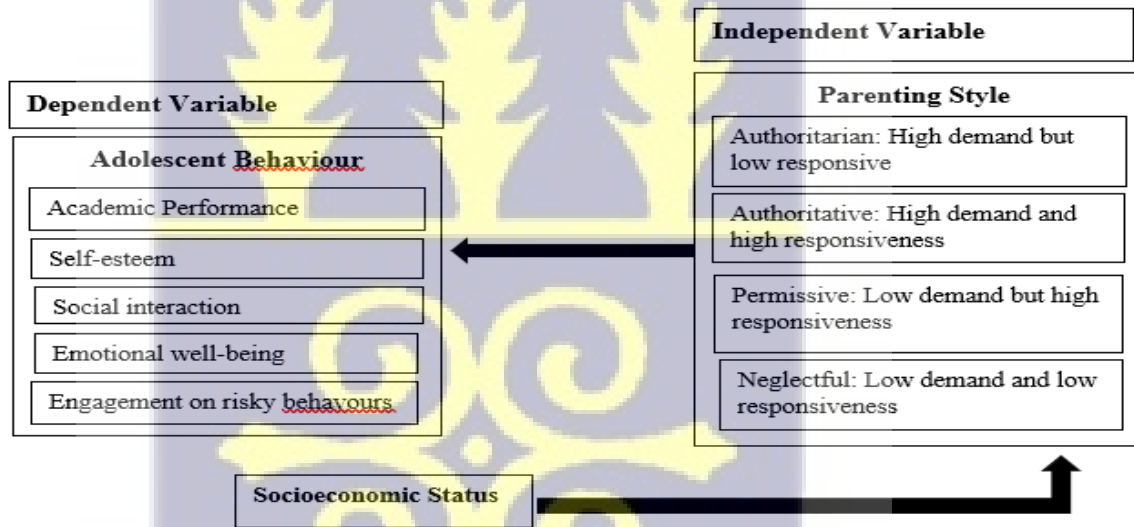 Independent Variable
Dependent Variable
Parenting Style
Authoritarian: High demand but
low responsive
Authoritative: High demand and
high responsiveness
Permissive: Low demand but high
responsiveness
Neglectful: Low demand and low
responsiveness
Adolescent Behaviour
Academic Performance
Self-esteem
Social interaction
Emotional well-being
Engagement on risky behavours
Socioeconomic Status